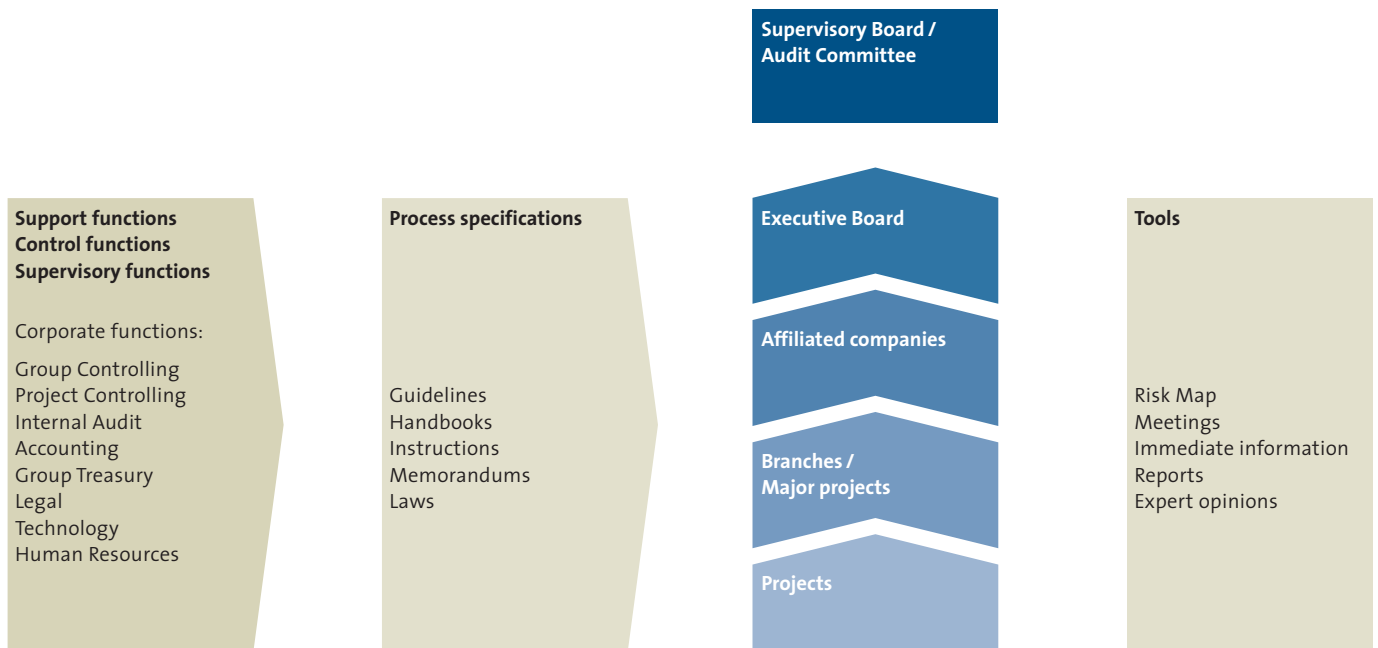 Supervisory Board /
Audit Committee
Support functions
Control functions
Supervisory functions
Corporate functions:
Group Controlling
Project Controlling
Internal Audit
Accounting
Group Treasury
Legal
Technology
Human Resources
Process specifications
Guidelines
Handbooks
Instructions
Memorandums
Laws
Executive Board
Affiliated companies
Branches /
Major projects
Projects
Tools
Risk Map
Meetings
Immediate information
Reports
Expert opinions